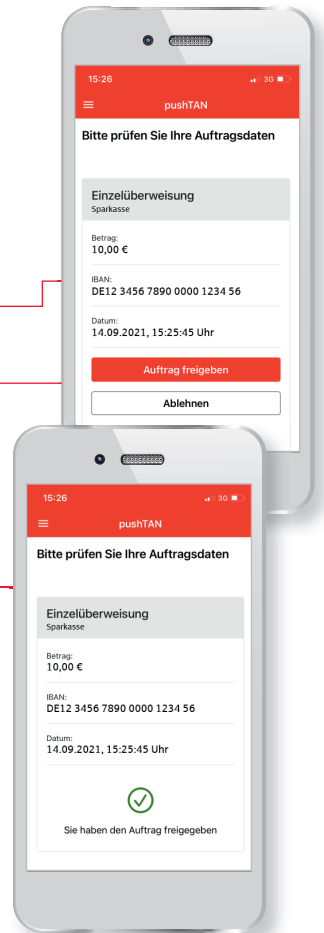 15:26
3G
pushTAN
Bitte prüfen Sie Ihre Auftragsdaten
Einzelüberweisung
Sparkasse
Betrag:
10,00 €
IBAN:
DE12 3456 7890 0000 1234 56
Datum:
14.09.2021, 15:25:45 Uhr
Auftrag freigeben
Ablehnen
15:26
3G
pushTAN
Bitte prüfen Sie Ihre Auftragsdaten
Einzelüberweisung
Sparkasse
Betrag:
10,00 €
IBAN:
DE12 3456 7890 0000 1234 56
Datum:
14.09.2021, 15:25:45 Uhr
Sie haben den Auftrag freigegeben